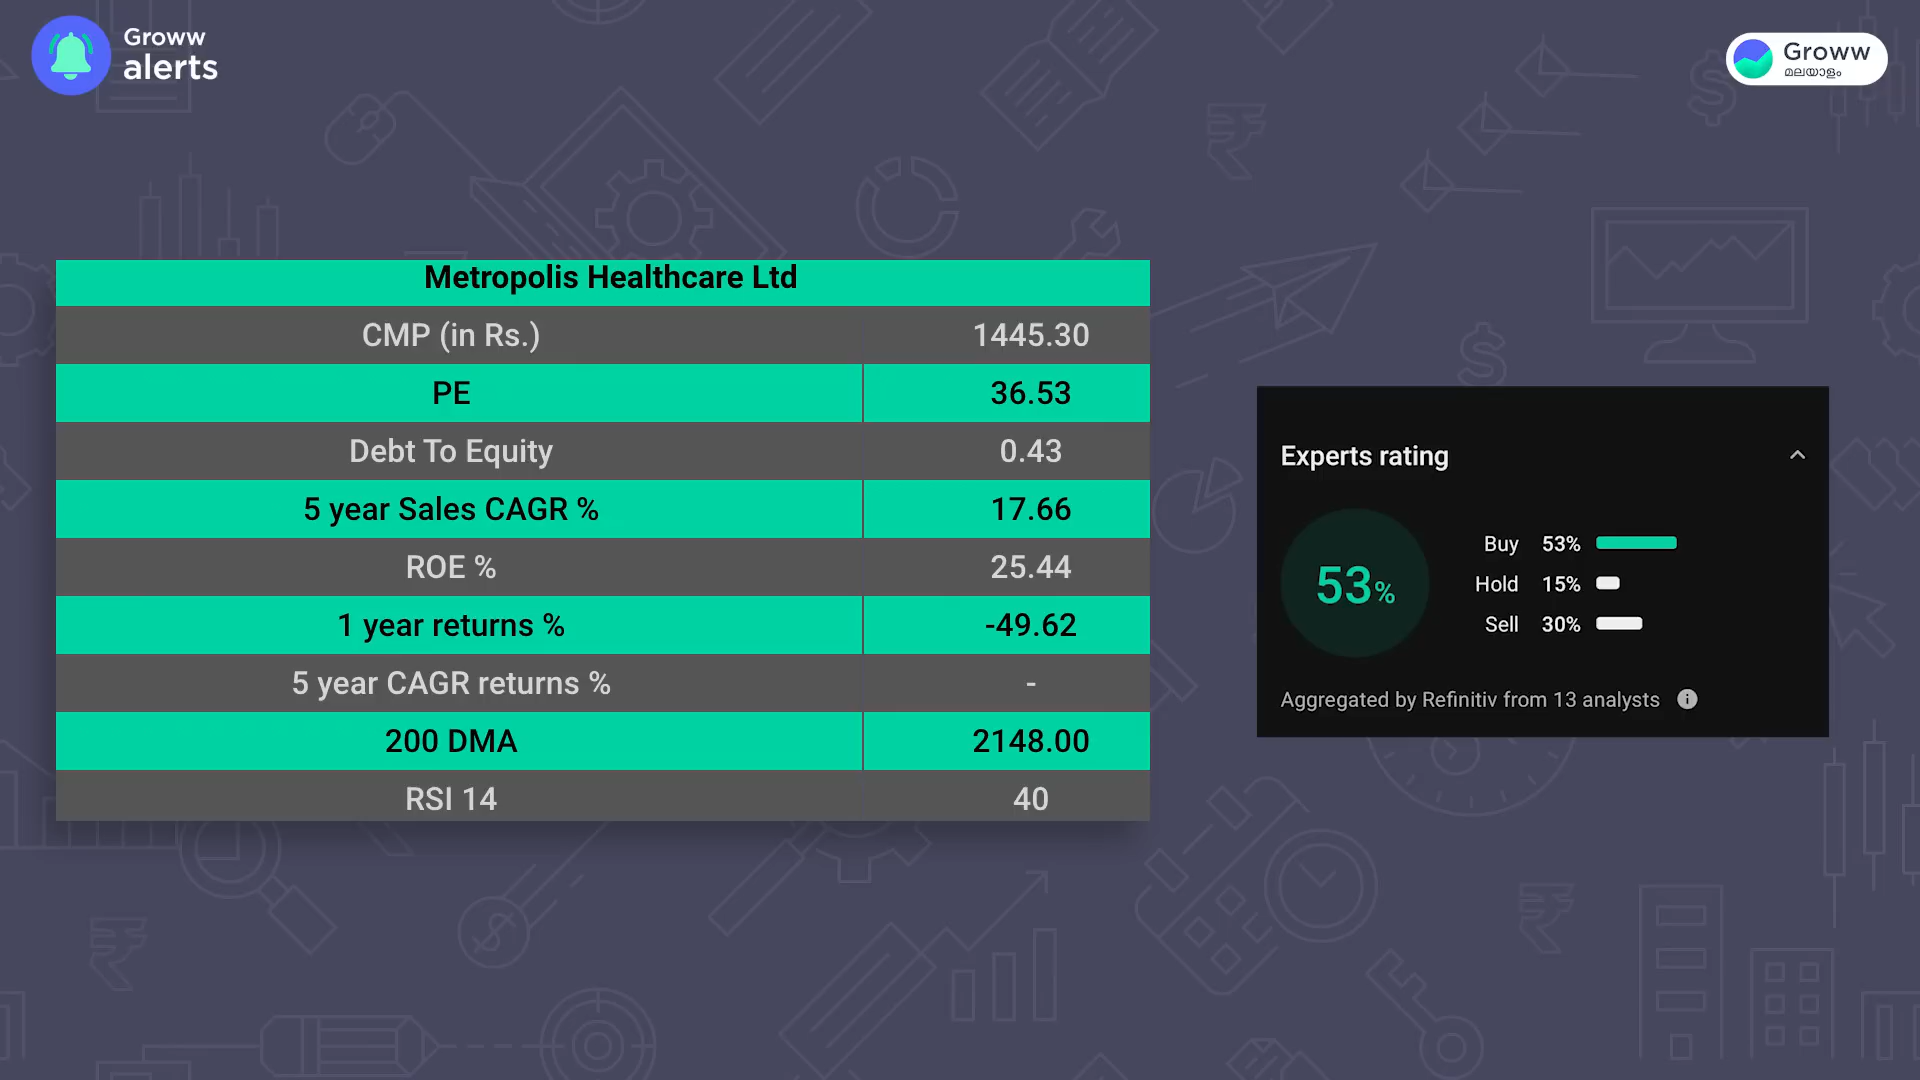 Groww
alerts
Groww
മലയാളം
Metropolis Healthcare Ltd
CMP (in Rs.) 1445.30
PE 36.53
Debt To Equity 0.43
5 year Sales CAGR % 17.66
ROE % 25.44
1 year returns % -49.62
5 year CAGR returns % -
200 DMA 2148.00
RSI 14 40
Experts rating
53%
Buy 53%
Hold 15%
Sell 30%
Aggregated by Refinitiv from 13 analysts